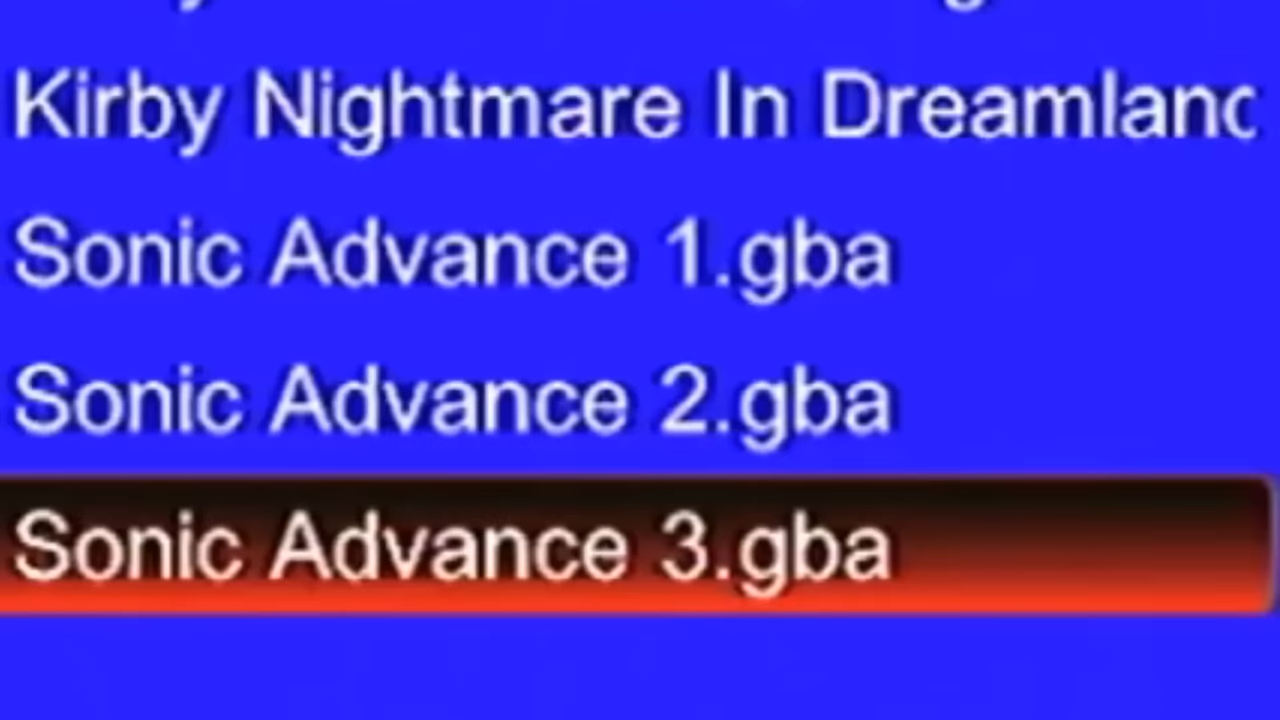 Kirby Nightmare In Dreamlanc
Sonic Advance 1.gba
Sonic Advance 2.gba
Sonic Advance 3.gba